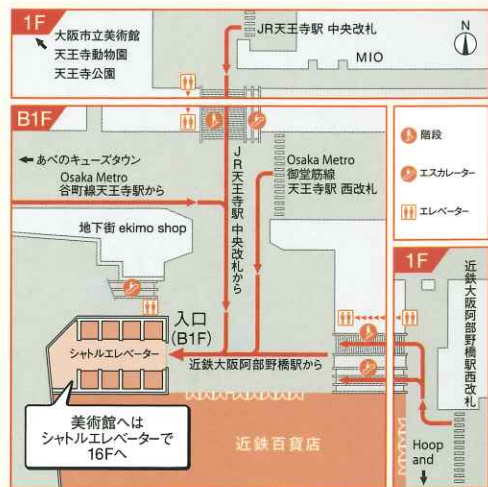 1F
大阪市立美術館
天王寺動物園
天王寺公園
JR天王寺駅 中央改札
MIO
N
B1F
あべのキューズタウン
Osaka Metro
谷町線天王寺駅から
地下街 ekimo shop
JR天王寺駅 中央改札から
Osaka Metro
御堂筋線
天王寺駅 西改札
階段
エスカレーター
エレベーター
1F
近鉄大阪阿部野橋駅西改札
入口
(B1F)
シャトルエレベーター
近鉄大阪阿部野橋駅から
美術館へは
シャトルエレベーターで
16Fへ
近鉄百貨店
Hoop
and